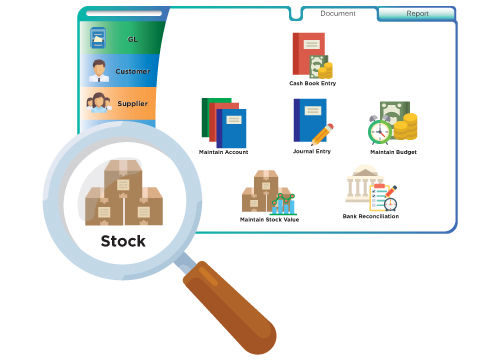 Document
Report
GL
Customer
Supplier
Cash Book Entry
Maintain Account
Journal Entry
Maintain Budget
Maintain Stock Value
Bank Reconciliation
Stock